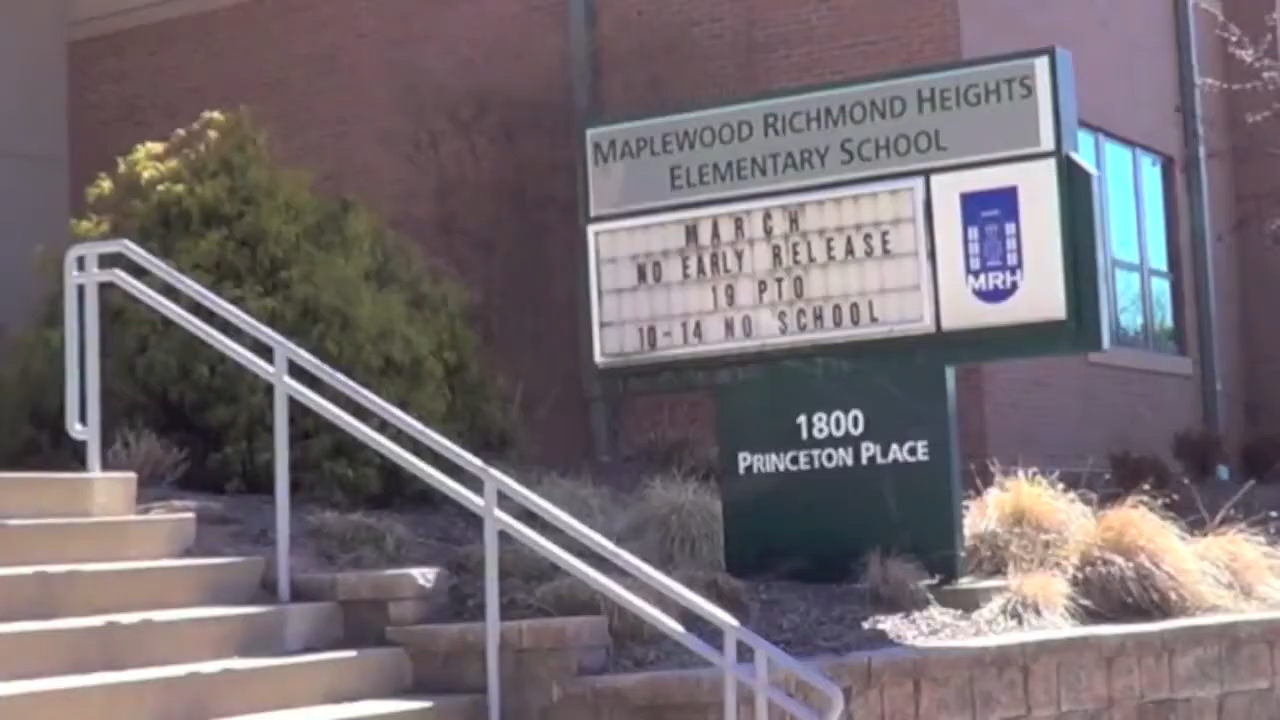 MAPLEWOOD RICHMOND HEIGHTS
ELEMENTARY SCHOOL
MARCH
NO EARLY RELEASE
19 PTO
10-14 NO SCHOOL
MRH
1800
PRINCETON PLACE